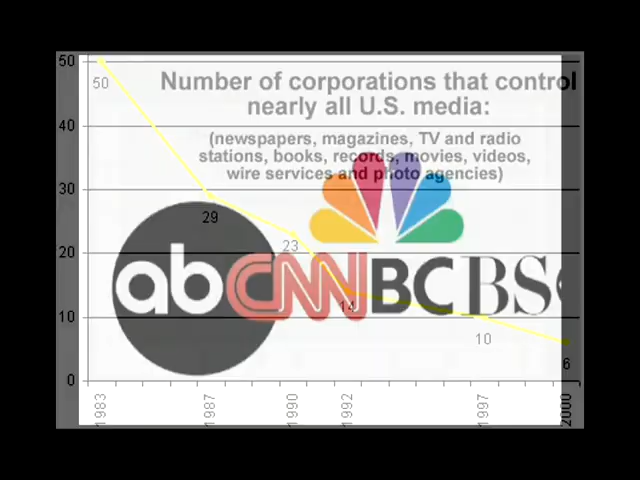 Number of corporations that control
nearly all U.S. media:
(newspapers, magazines, TV and radio
stations, books, records, movies, videos,
wire services and photo agencies)
50
40
30
20
10
0
50
29
23
14
10
6
abc
CNN
NBC
CBS
1983
1987
1990
1992
1997
2000